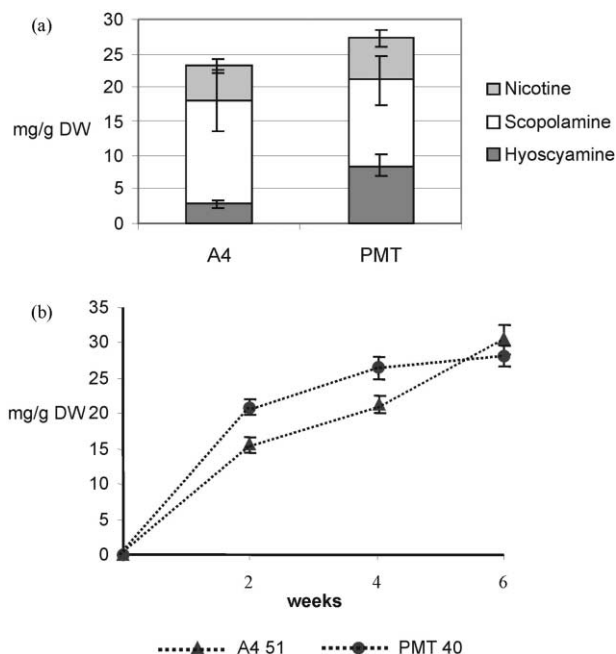 (a)
30
25
20
15
10
5
0
mg/g DW
A4
PMT
Nicotine
Scopolamine
Hyoscyamine
(b)
35
30
25
20
15
10
5
0
mg/g DW
2
4
6
weeks
A4 51
PMT 40